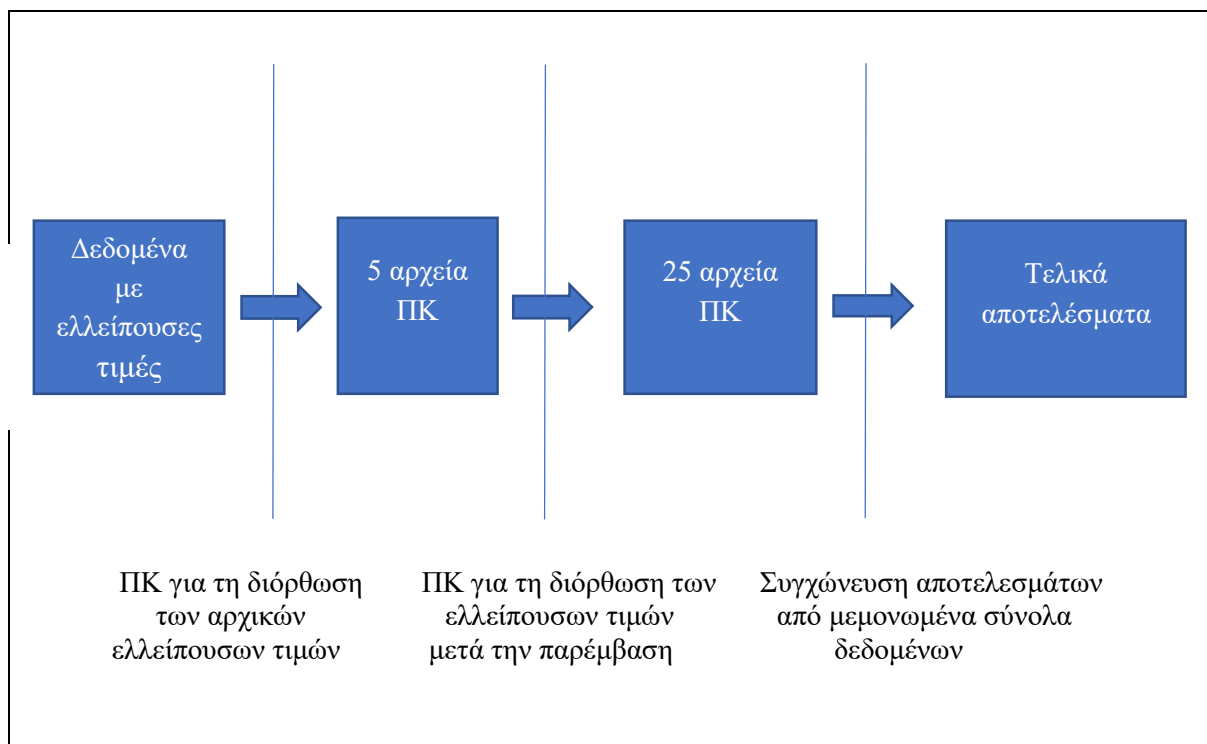 Δεδομένα
με
ελλείπουσες
τιμές
5 αρχεία
ΠΚ
25 αρχεία
ΠΚ
Τελικά
αποτελέσματα
ΠΚ για τη διόρθωση
των αρχικών
ελλείπουσων τιμών
ΠΚ για τη διόρθωση των
ελλείπουσων τιμών
μετά την παρέμβαση
Συγχώνευση αποτελεσμάτων
από μεμονωμένα σύνολα
δεδομένων